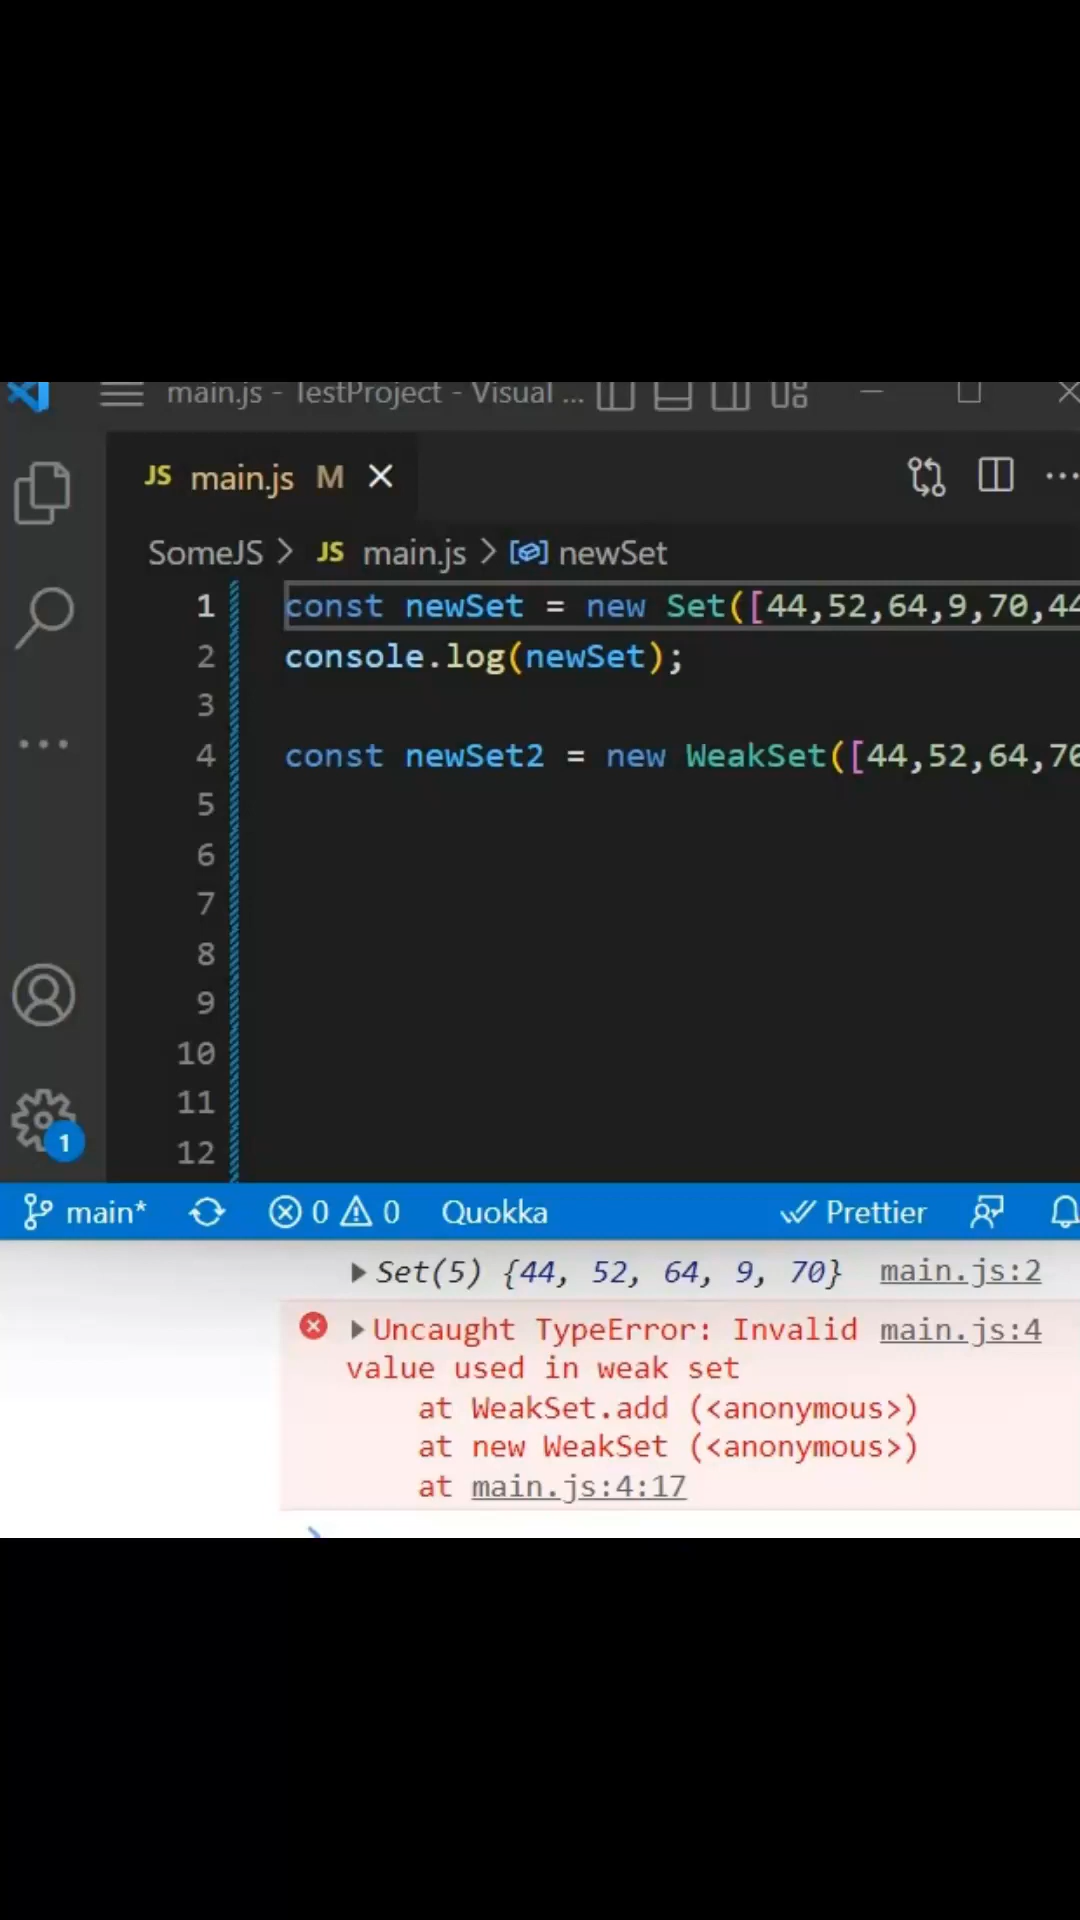 main.js - TestProject - Visual ...
JS main.js M
SomeJS > JS main.js > newSet
1 const newSet = new Set([44,52,64,9,70,44
2 console.log(newSet);
3
4 const newSet2 = new WeakSet([44,52,64,70
5
6
7
8
9
10
11
12
1
main* 0 0 Quokka Prettier
Set(5) {44, 52, 64, 9, 70} main.js:2
Uncaught TypeError: Invalid main.js:4
value used in weak set
at WeakSet.add (<anonymous>)
at new WeakSet (<anonymous>)
at main.js:4:17